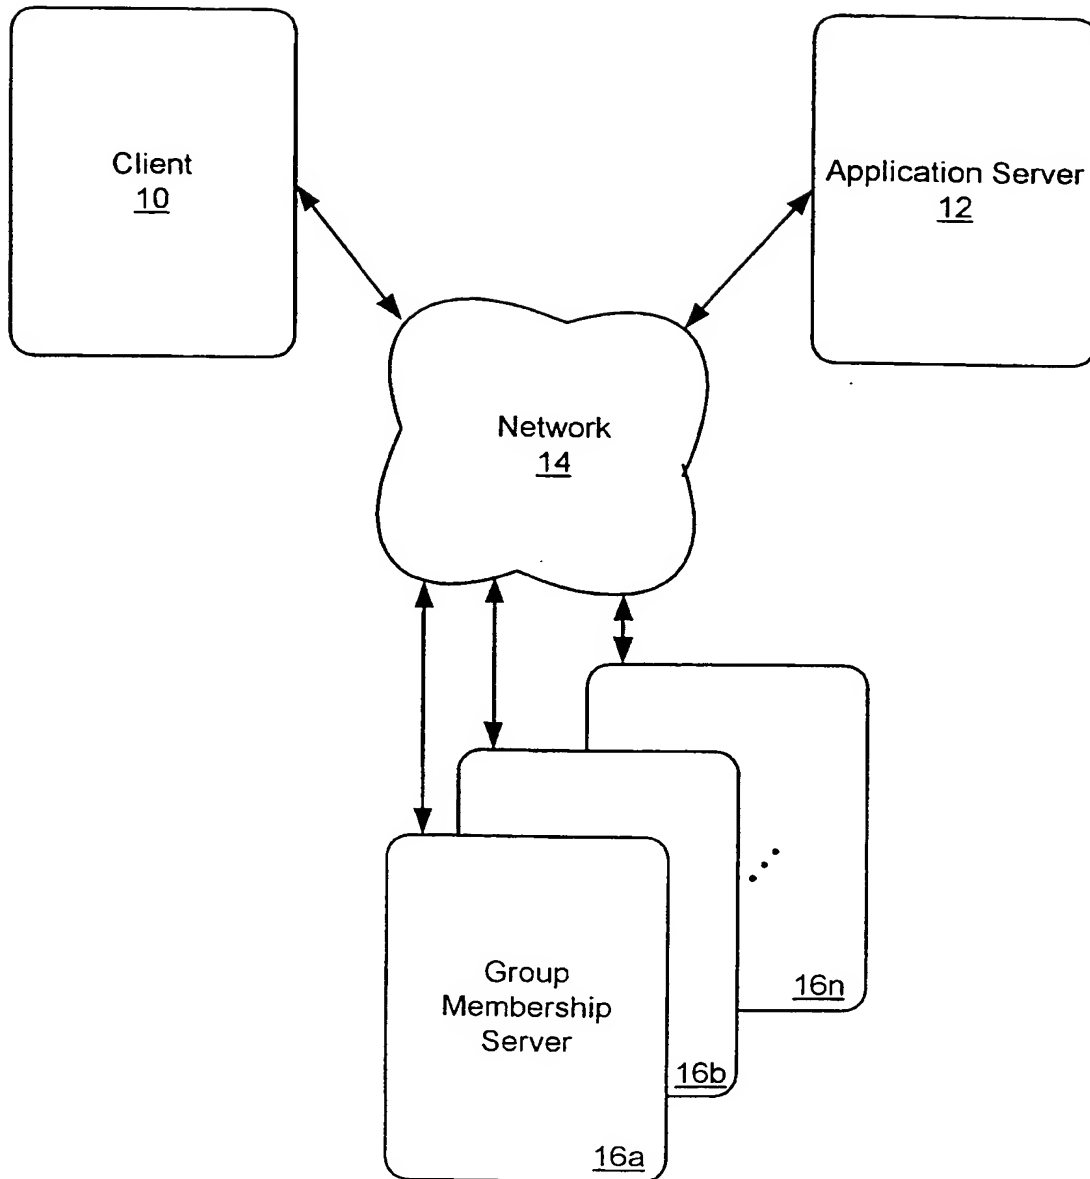 Client
10
Application Server
12
Network
14
16n
Group
Membership
Server
16b
16a